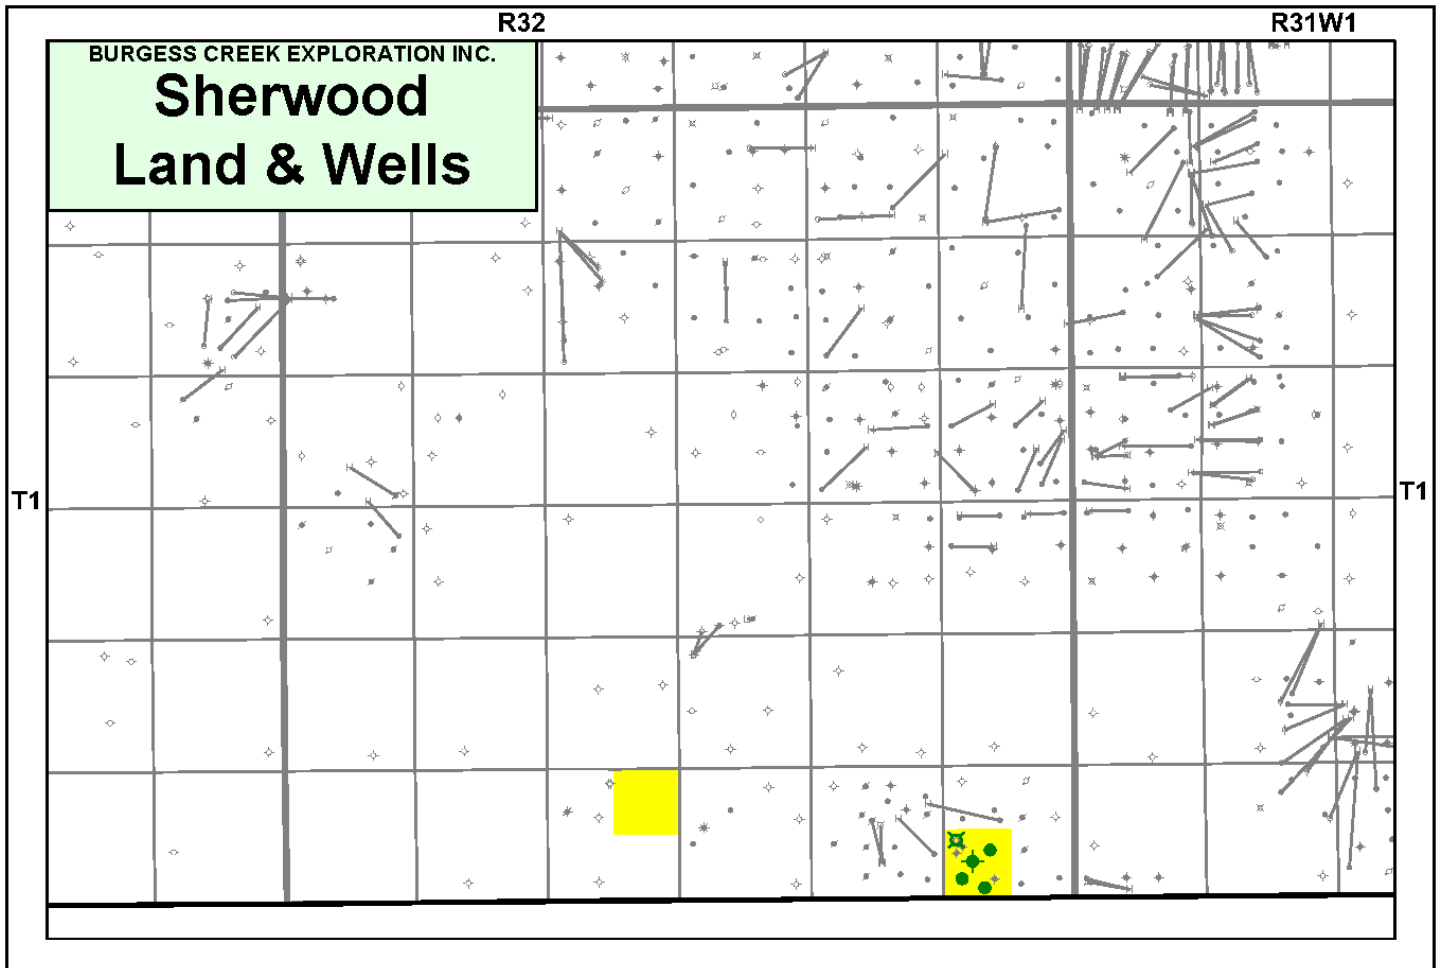 R32 R31W1
BURGESS CREEK EXPLORATION INC.
Sherwood
Land & Wells
T1 T1